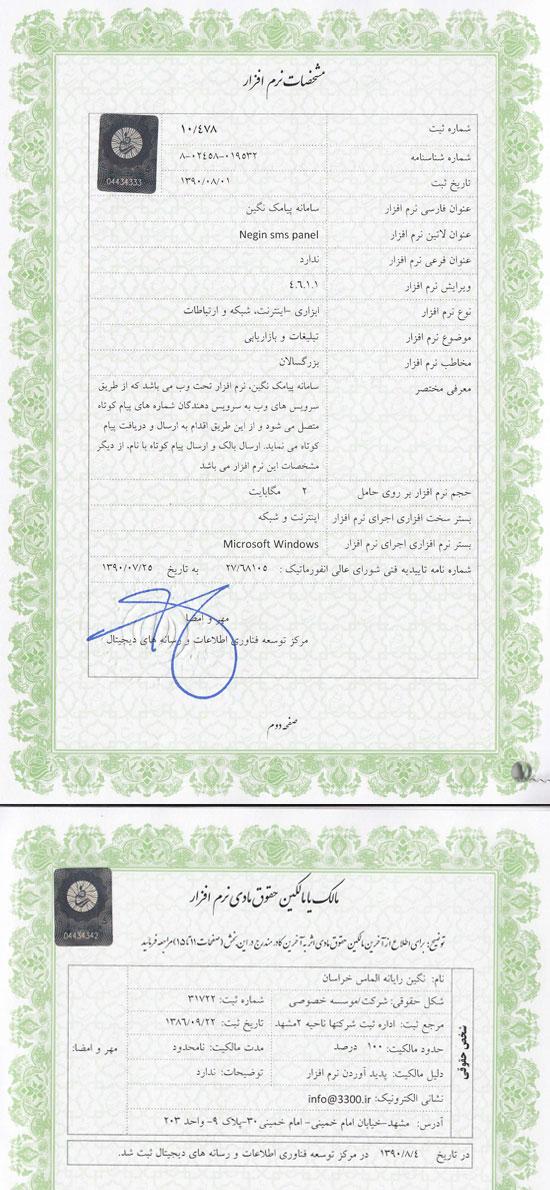 مشخصات نرم افزار
شماره ثبت ۱۰/٤٧٨
شماره شناسنامه ۸-۰۲٤٥٨-۰۱۹٥۳۲
تاریخ ثبت ۱۳۹۰/۰۸/۰۱
04434333
عنوان فارسی نرم افزار سامانه پیامک نگین
عنوان لاتین نرم افزار Negin sms panel
عنوان فرعی نرم افزار ندارد
ویرایش نرم افزار ٤.٦.۱.۱
نوع نرم افزار ابزاری -اینترنت، شبکه و ارتباطات
موضوع نرم افزار تبلیغات و بازاریابی
مخاطب نرم افزار بزرگسالان
معرفی مختصر سامانه پیامک نگین، نرم افزار تحت وب می باشد که از طریق
سرویس های وب به سرویس دهندگان شماره های پیام کوتاه
متصل می شود و از این طریق اقدام به ارسال و دریافت پیام
کوتاه می نماید. ارسال بالک و ارسال پیام کوتاه با نام، از دیگر
مشخصات این نرم افزار می باشد
حجم نرم افزار بر روی حامل ۲ مگابایت
بستر سخت افزاری اجرای نرم افزار اینترنت و شبکه
بستر نرم افزاری اجرای نرم افزار Microsoft Windows
شماره نامه تاییدیه فنی شورای عالی انفورماتیک : ۲۷/٦۸۱۰٥ به تاریخ ۱۳۹۰/۰۷/۲٥
مهر و امضا
مرکز توسعه فناوری اطلاعات و رسانه های دیجیتال
صفحه دوم
مالک یا مالکین حقوق مادی نرم افزار
04434342
توضیح: برای اطلاع از آخرین مالکین حقوق مادی اثر به آخرین کادر مندرج در این بخش (صفحات ۱۱ تا ۱۵) مراجعه فرمائید
شخص حقوقی
نام: نگین رایانه الماس خراسان
شکل حقوقی: شرکت/موسسه خصوصی شماره ثبت: ۳۱۷۲۲
مرجع ثبت: اداره ثبت شرکتها ناحیه ۲مشهد تاریخ ثبت: ۱۳۸٦/۰۹/۲۲
حدود مالکیت: ۱۰۰ درصد مدت مالکیت: نامحدود مهر و امضا:
دلیل مالکیت: پدید آوردن نرم افزار توضیحات: ندارد
نشانی الکترونیک: info@3300.ir
آدرس: مشهد-خیابان امام خمینی- امام خمینی ۳۰-پلاک ۹- واحد ۲۰۳
در تاریخ ۱۳۹۰/۸/٤ در مرکز توسعه فناوری اطلاعات و رسانه های دیجیتال ثبت شد.